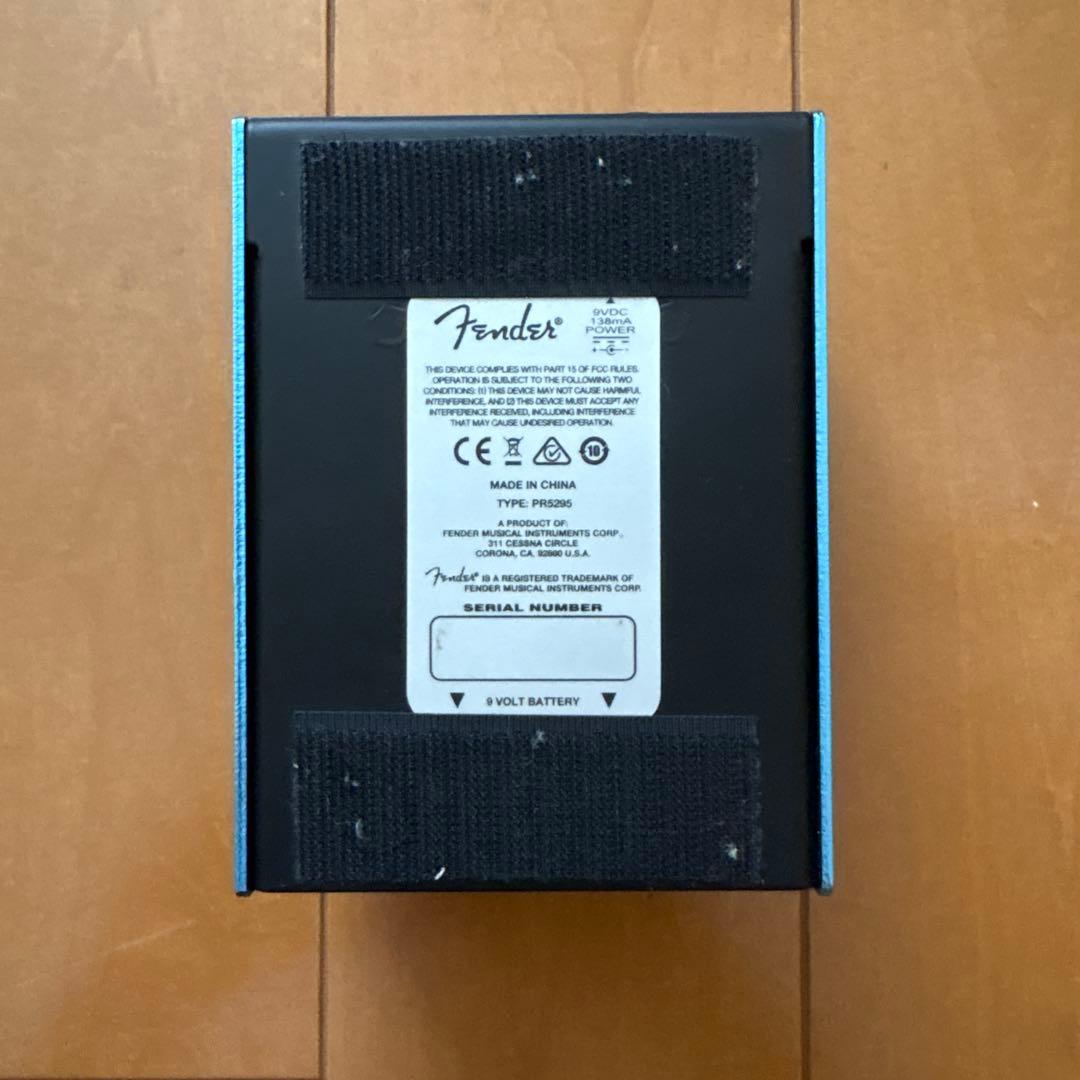 Fender®
9VDC
138mA
POWER
THIS DEVICE COMPLIES WITH PART 15 OF FCC RULES.
OPERATION IS SUBJECT TO THE FOLLOWING TWO
CONDITIONS: (1) THIS DEVICE MAY NOT CAUSE HARMFUL
INTERFERENCE, AND (2) THIS DEVICE MUST ACCEPT ANY
INTERFERENCE RECEIVED, INCLUDING INTERFERENCE
THAT MAY CAUSE UNDESIRED OPERATION.
CE 10
MADE IN CHINA
TYPE: PR5295
A PRODUCT OF:
FENDER MUSICAL INSTRUMENTS CORP.
311 CESSNA CIRCLE
CORONA, CA. 92880 U.S.A.
Fender® IS A REGISTERED TRADEMARK OF
FENDER MUSICAL INSTRUMENTS CORP.
SERIAL NUMBER
9 VOLT BATTERY